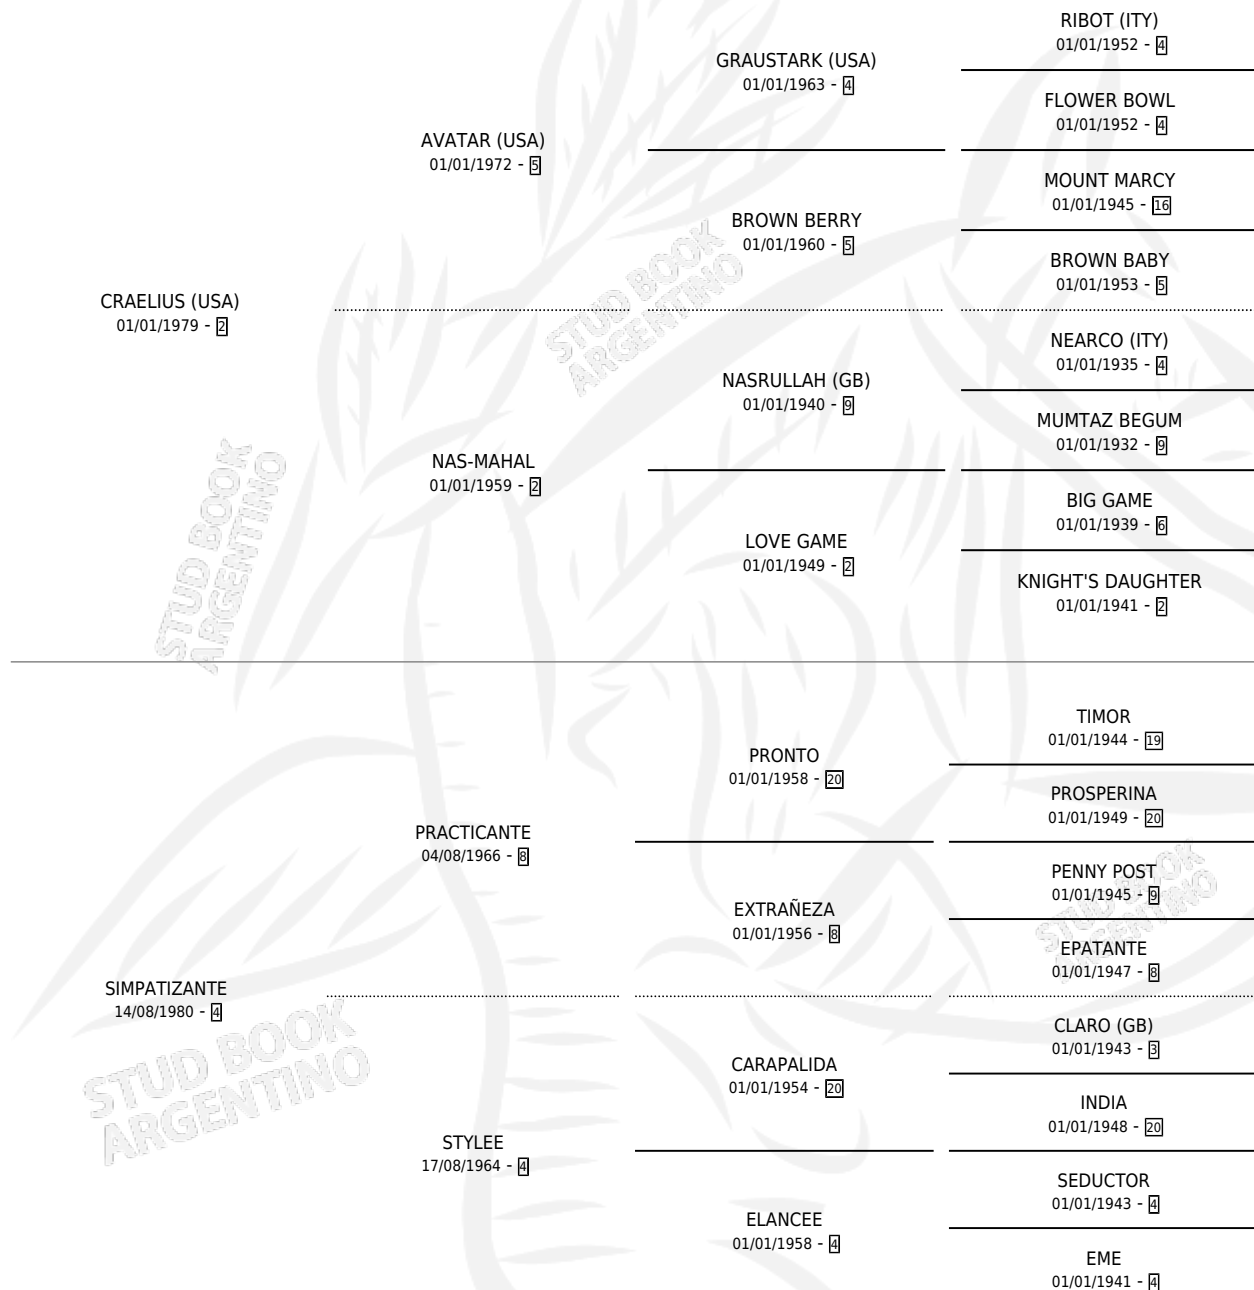 CRAELIUS (USA)
01/01/1979 - 2
AVATAR (USA)
01/01/1972 - 5
NAS-MAHAL
01/01/1959 - 2
GRAUSTARK (USA)
01/01/1963 - 4
BROWN BERRY
01/01/1960 - 5
NASRULLAH (GB)
01/01/1940 - 9
LOVE GAME
01/01/1949 - 2
RIBOT (ITY)
01/01/1952 - 4
FLOWER BOWL
01/01/1952 - 4
MOUNT MARCY
01/01/1945 - 16
BROWN BABY
01/01/1953 - 5
NEARCO (ITY)
01/01/1935 - 4
MUMTAZ BEGUM
01/01/1932 - 9
BIG GAME
01/01/1939 - 6
KNIGHT'S DAUGHTER
01/01/1941 - 2
SIMPATIZANTE
14/08/1980 - 4
PRACTICANTE
04/08/1966 - 8
STYLEE
17/08/1964 - 4
PRONTO
01/01/1958 - 20
EXTRAÑEZA
01/01/1956 - 8
CARAPALIDA
01/01/1954 - 20
ELANCEE
01/01/1958 - 4
TIMOR
01/01/1944 - 19
PROSPERINA
01/01/1949 - 20
PENNY POST
01/01/1945 - 9
EPATANTE
01/01/1947 - 8
CLARO (GB)
01/01/1943 - 3
INDIA
01/01/1948 - 20
SEDUCTOR
01/01/1943 - 4
EME
01/01/1941 - 4
STUD BOOK
ARGENTINO
STUD BOOK
ARGENTINO
STUD BOOK
ARGENTINO
STUD BOOK
ARGENTINO